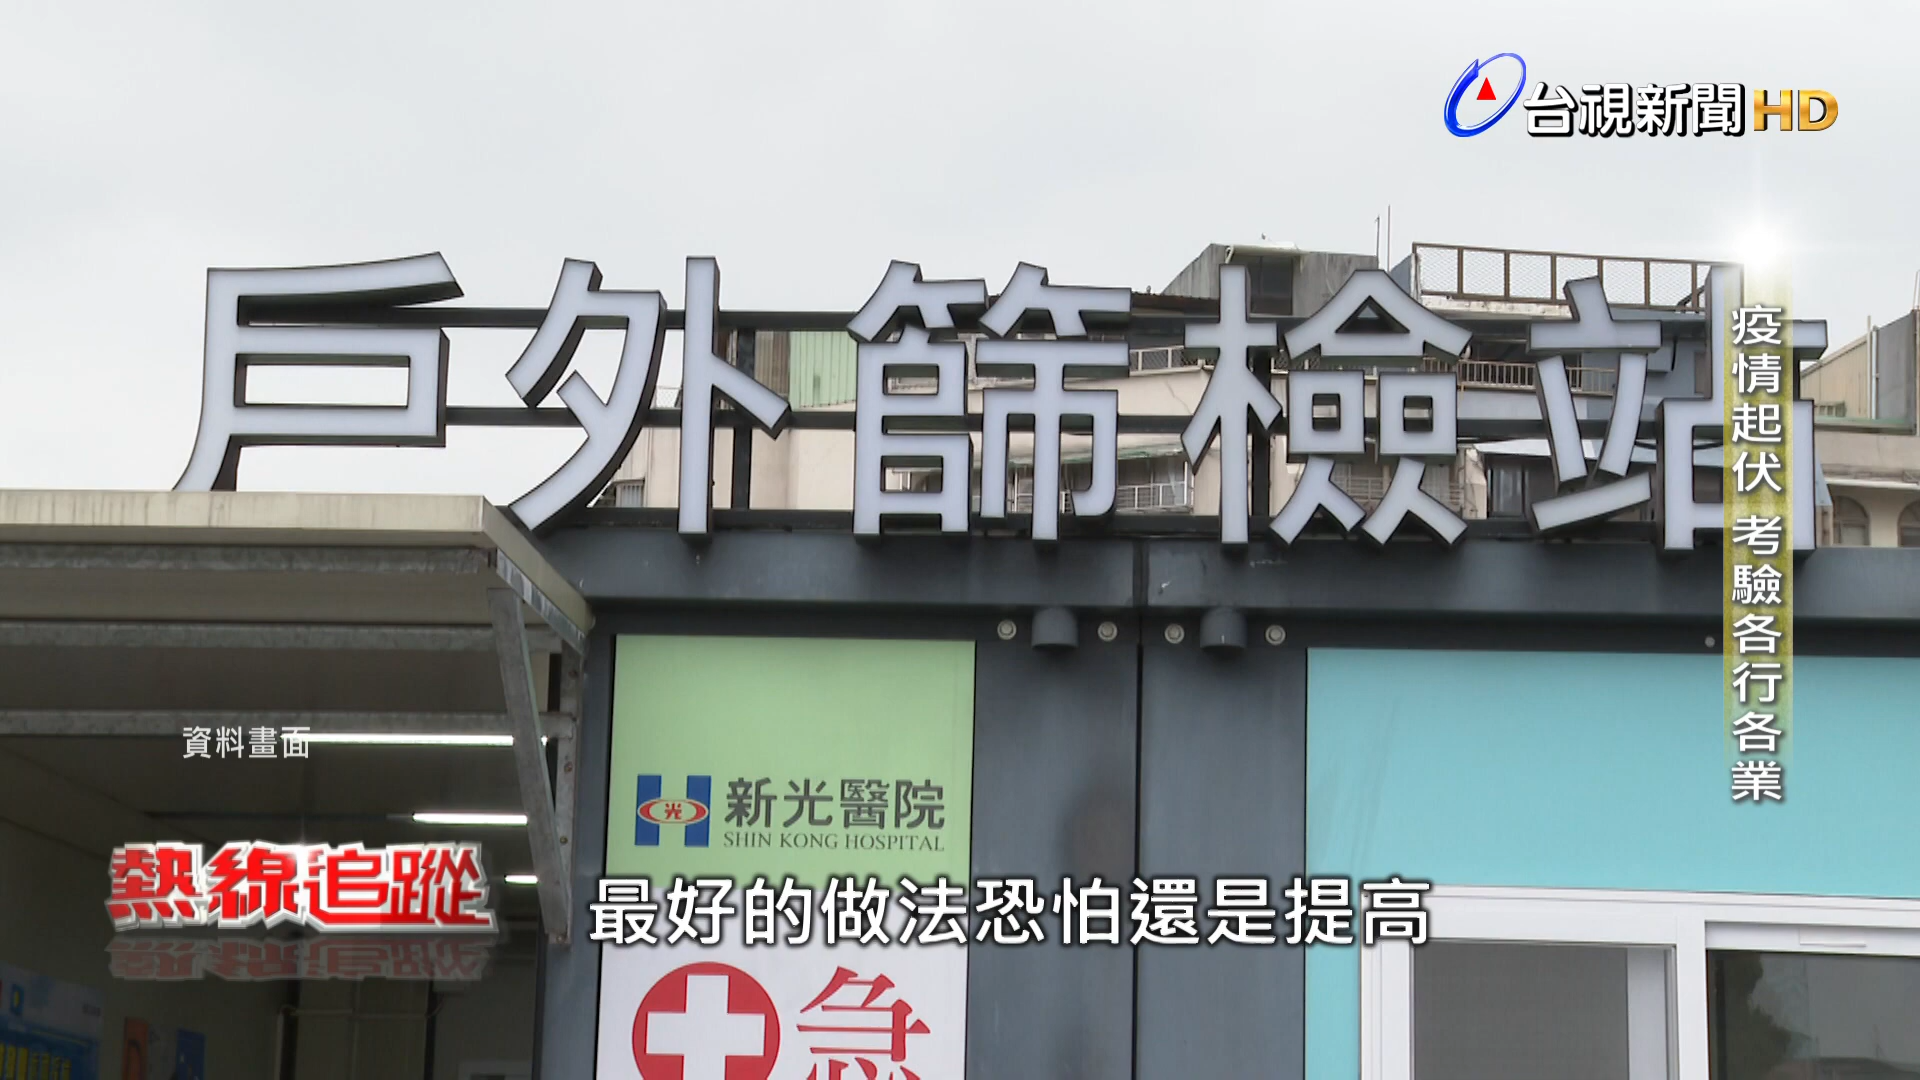 台視新聞HD
戶外篩檢站
疫情起伏 考驗各行各業
資料畫面
光
新光醫院
SHIN KONG HOSPITAL
熱線追蹤
最好的做法恐怕還是提高
急